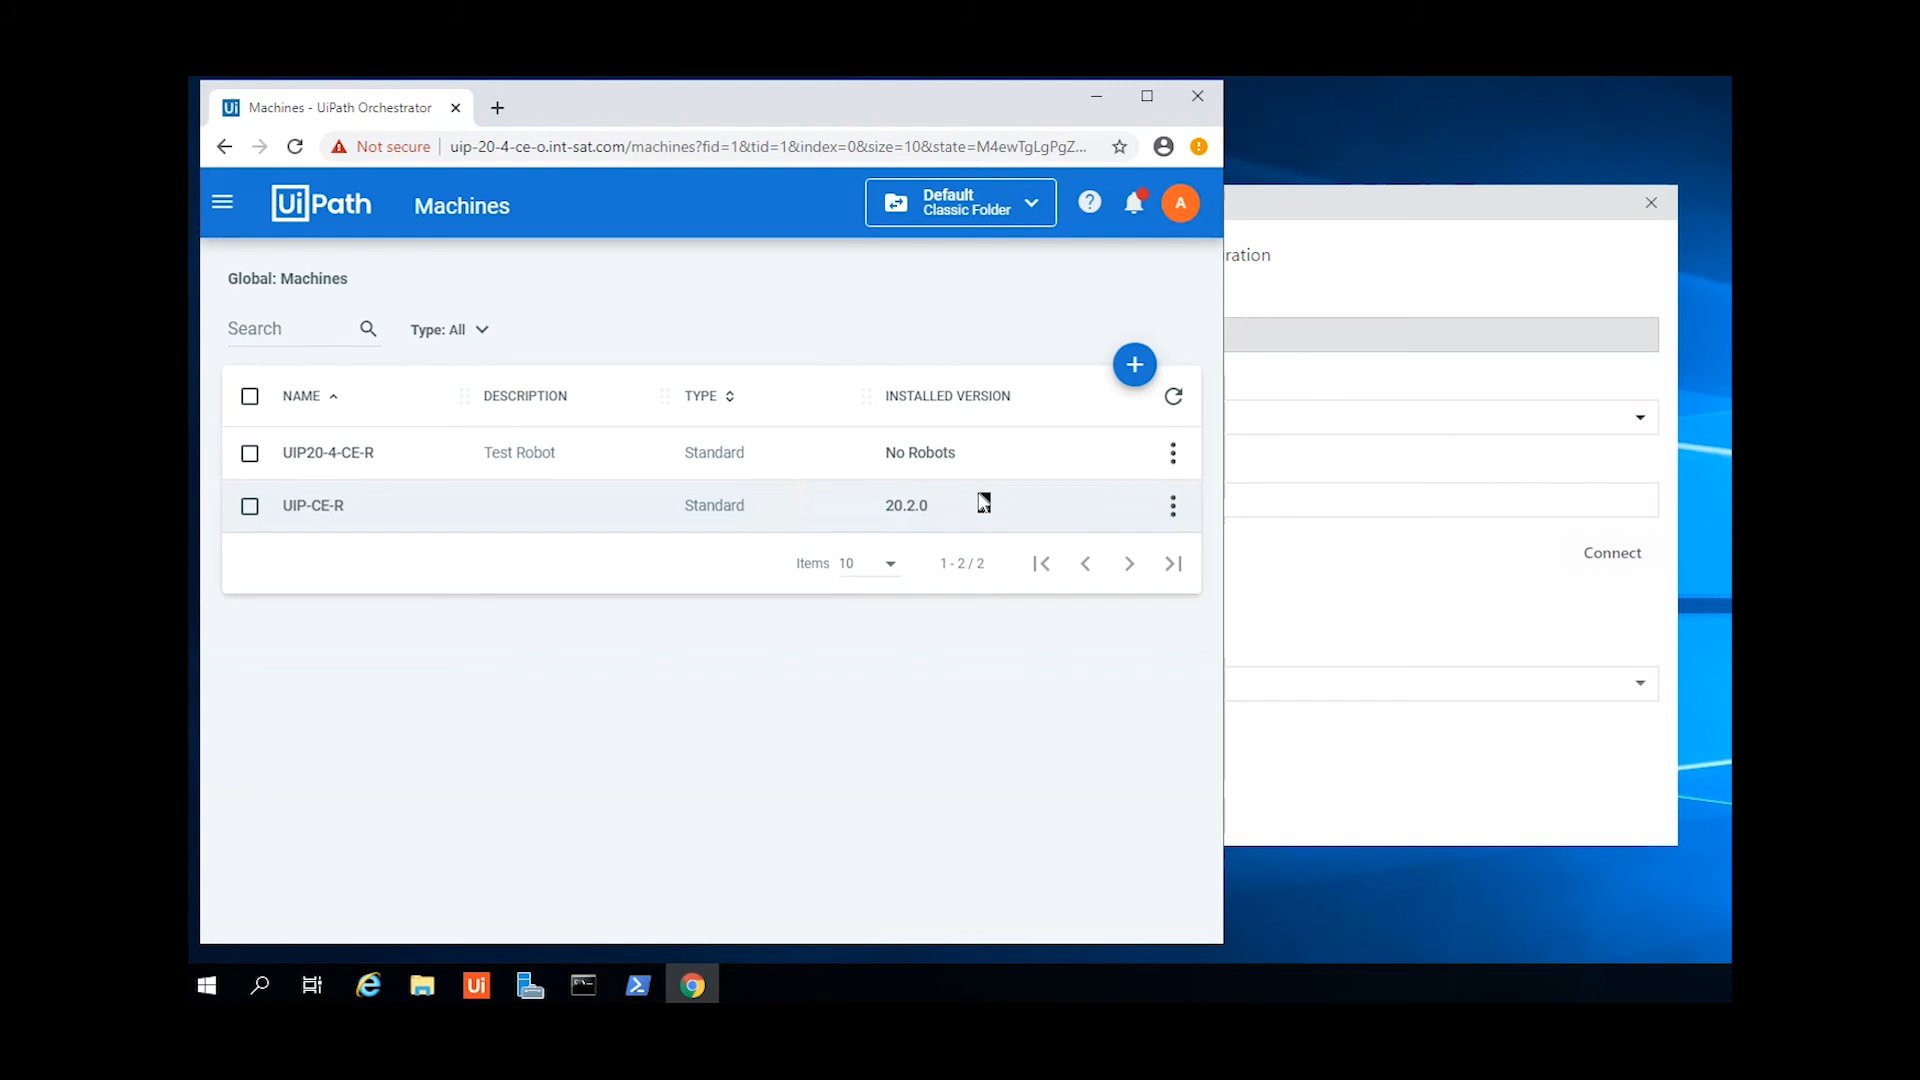 Ui Machines - UiPath Orchestrator
Not secure uip-20-4-ce-o.int-sat.com/machines?fid=1&tid=1&index=0&size=10&state=M4ewTgLgPgZ...
UiPath Machines Default
Classic Folder
A
ration
Global: Machines
Search Type: All
NAME DESCRIPTION TYPE INSTALLED VERSION
UIP20-4-CE-R Test Robot Standard No Robots
UIP-CE-R Standard 20.2.0
Connect
Items 10 1 - 2 / 2
Ui